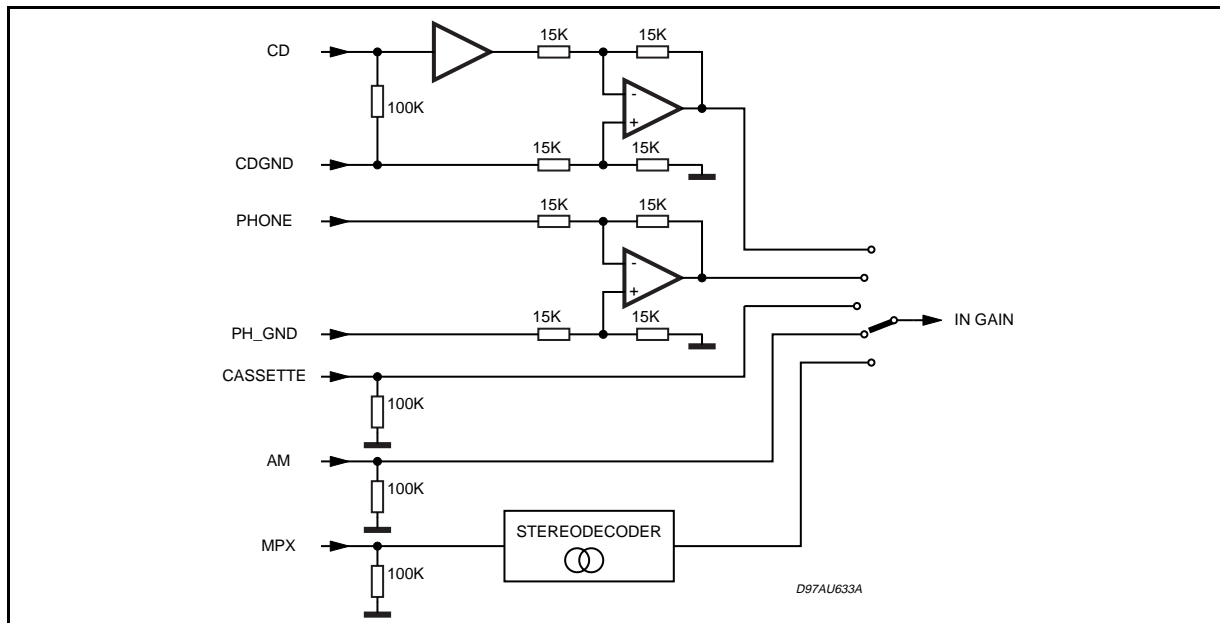 CD
15K
15K
100K
-
+
CDGND
15K
15K
PHONE
15K
15K
-
+
PH_GND
15K
15K
IN GAIN
CASSETTE
100K
AM
100K
MPX
STEREODECODER
100K
D97AU633A